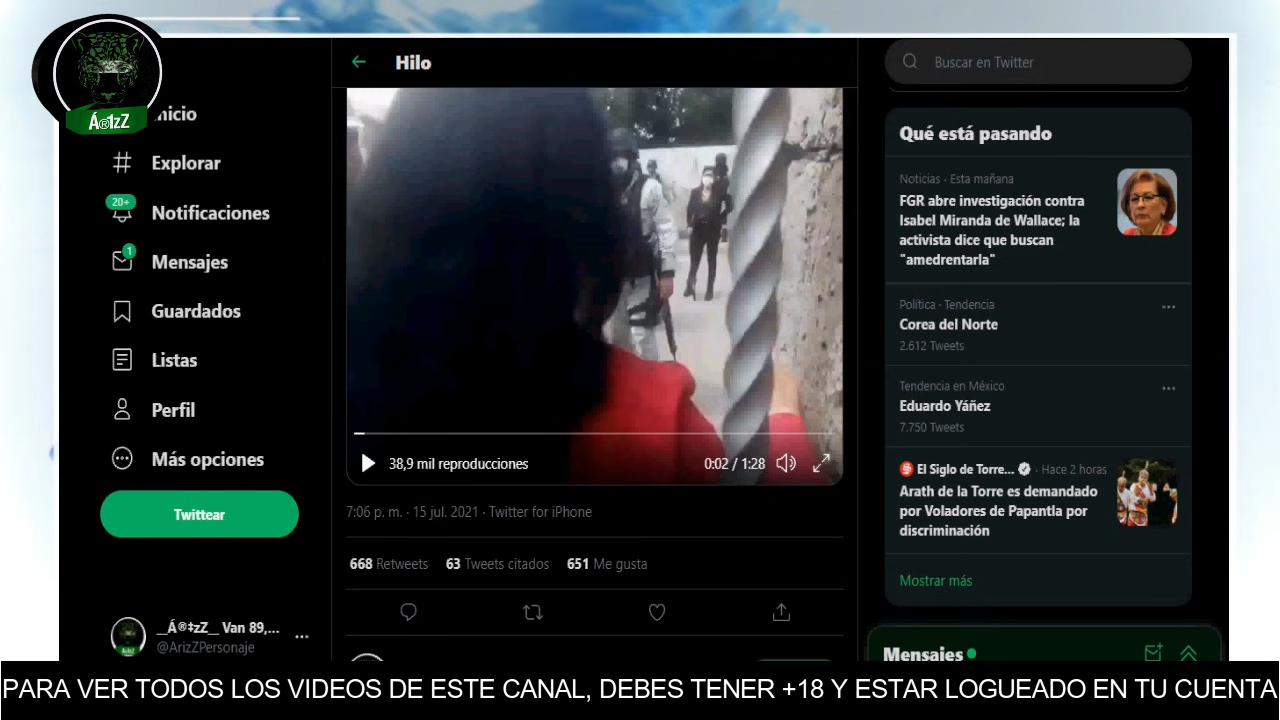 Á®1zZ
Inicio
Explorar
20+
Notificaciones
1
Mensajes
Guardados
Listas
Perfil
Más opciones
Twittear
__Á®‡zZ__ Van 89,...
@ArizZPersonaje
Hilo
38,9 mil reproducciones
0:02 / 1:28
7:06 p. m. · 15 jul. 2021 · Twitter for iPhone
668 Retweets 63 Tweets citados 651 Me gusta
Buscar en Twitter
Qué está pasando
Noticias · Esta mañana
FGR abre investigación contra
Isabel Miranda de Wallace; la
activista dice que buscan
"amedrentarla"
Política · Tendencia
Corea del Norte
2.612 Tweets
Tendencia en México
Eduardo Yáñez
7.750 Tweets
El Siglo de Torre... · Hace 2 horas
Arath de la Torre es demandado
por Voladores de Papantla por
discriminación
Mostrar más
Mensajes
PARA VER TODOS LOS VIDEOS DE ESTE CANAL, DEBES TENER +18 Y ESTAR LOGUEADO EN TU CUENTA